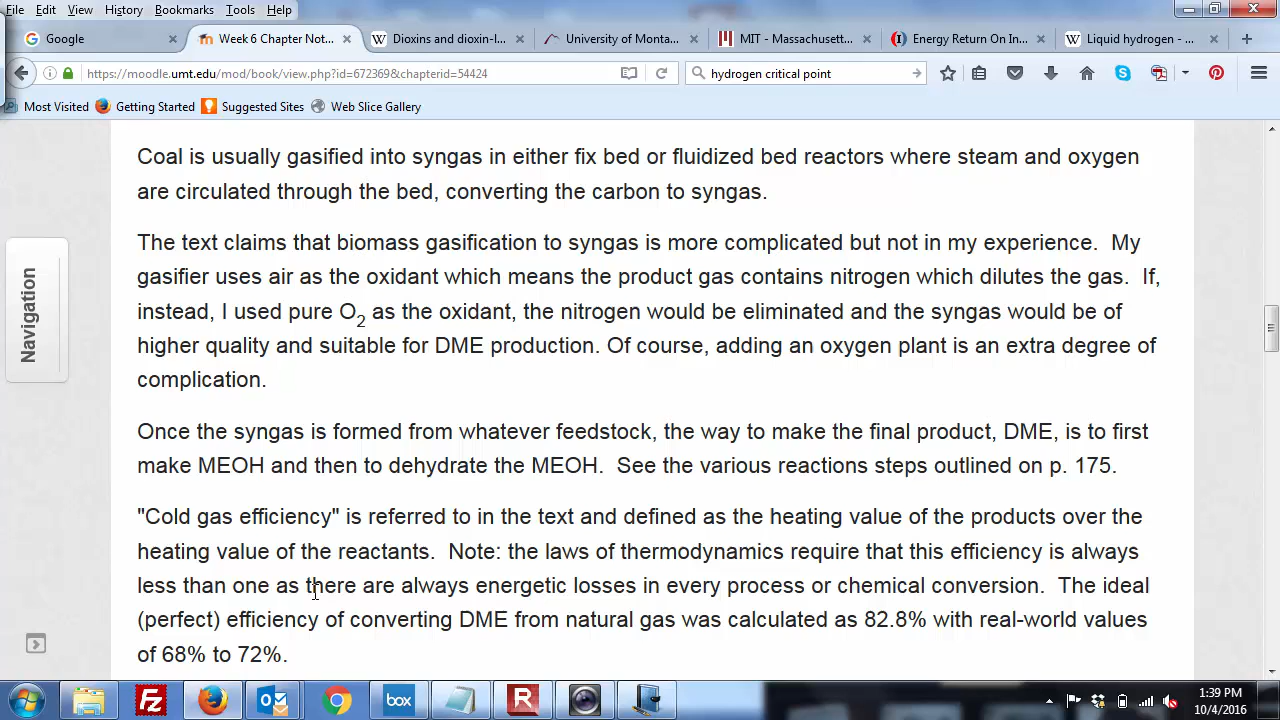 File Edit View History Bookmarks Tools Help
Google
Week 6 Chapter Not...
Dioxins and dioxin-l...
University of Monta...
MIT - Massachusett...
Energy Return On In...
Liquid hydrogen - ...
https://moodle.umt.edu/mod/book/view.php?id=672369&chapterid=54424
hydrogen critical point
Most Visited Getting Started Suggested Sites Web Slice Gallery
Navigation
Coal is usually gasified into syngas in either fix bed or fluidized bed reactors where steam and oxygen
are circulated through the bed, converting the carbon to syngas.
The text claims that biomass gasification to syngas is more complicated but not in my experience. My
gasifier uses air as the oxidant which means the product gas contains nitrogen which dilutes the gas. If,
instead, I used pure O2 as the oxidant, the nitrogen would be eliminated and the syngas would be of
higher quality and suitable for DME production. Of course, adding an oxygen plant is an extra degree of
complication.
Once the syngas is formed from whatever feedstock, the way to make the final product, DME, is to first
make MEOH and then to dehydrate the MEOH. See the various reactions steps outlined on p. 175.
"Cold gas efficiency" is referred to in the text and defined as the heating value of the products over the
heating value of the reactants. Note: the laws of thermodynamics require that this efficiency is always
less than one as there are always energetic losses in every process or chemical conversion. The ideal
(perfect) efficiency of converting DME from natural gas was calculated as 82.8% with real-world values
of 68% to 72%.
box
1:39 PM
10/4/2016